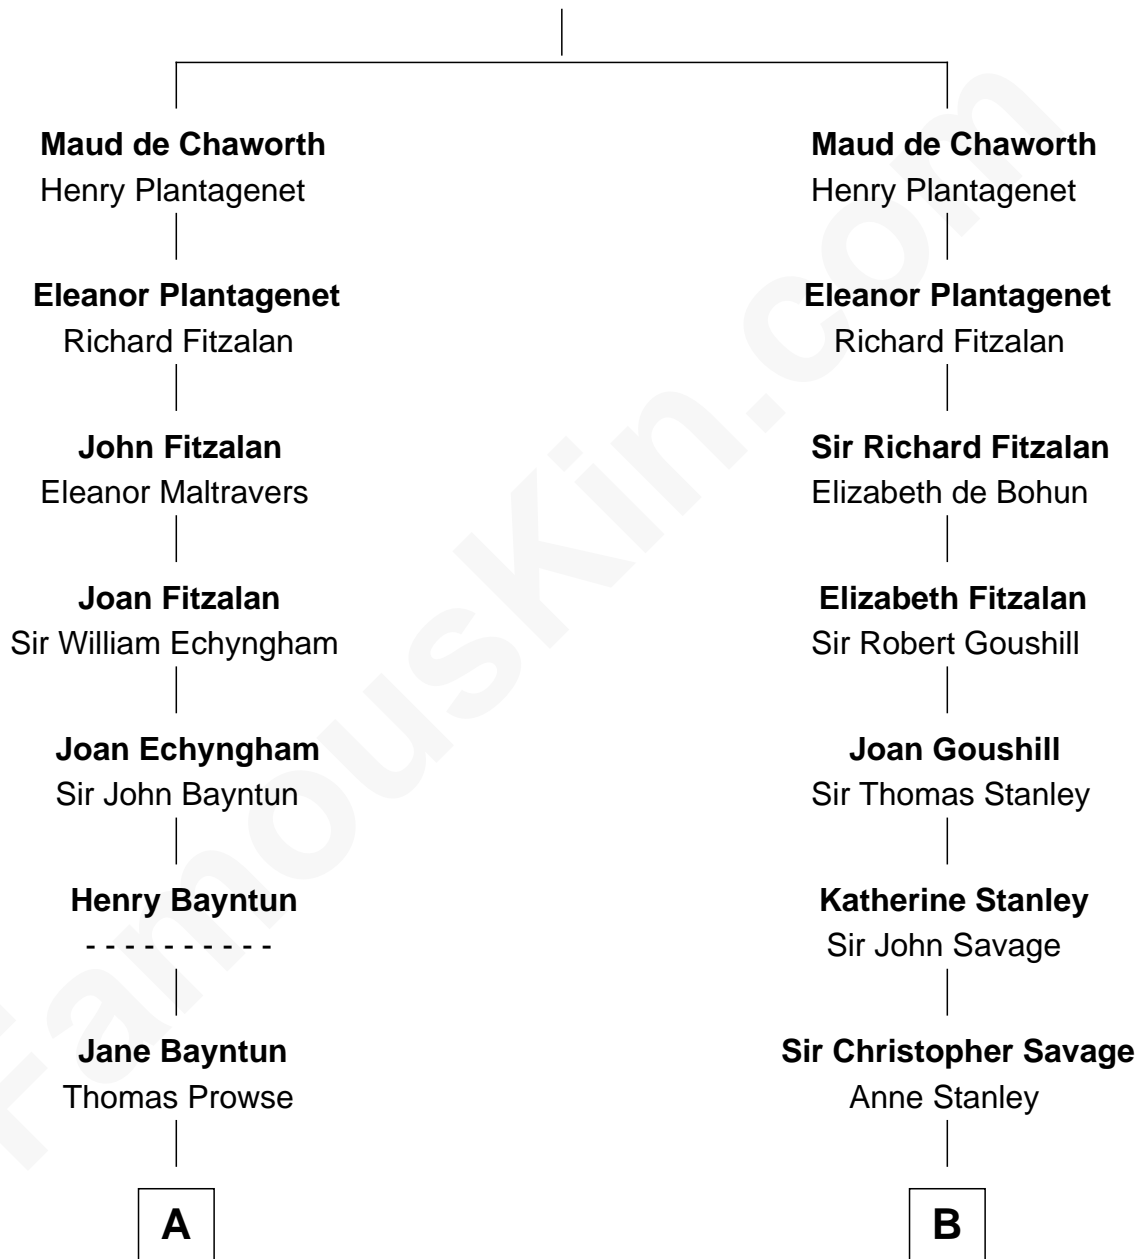 Maud de Chaworth
Henry Plantagenet
Eleanor Plantagenet
Richard Fitzalan
John Fitzalan
Eleanor Maltravers
Joan Fitzalan
Sir William Echyngham
Joan Echyngham
Sir John Bayntun
Henry Bayntun
- - - - - - - - - -
Jane Bayntun
Thomas Prowse
A
Maud de Chaworth
Henry Plantagenet
Eleanor Plantagenet
Richard Fitzalan
Sir Richard Fitzalan
Elizabeth de Bohun
Elizabeth Fitzalan
Sir Robert Goushill
Joan Goushill
Sir Thomas Stanley
Katherine Stanley
Sir John Savage
Sir Christopher Savage
Anne Stanley
B
FamousKin.com